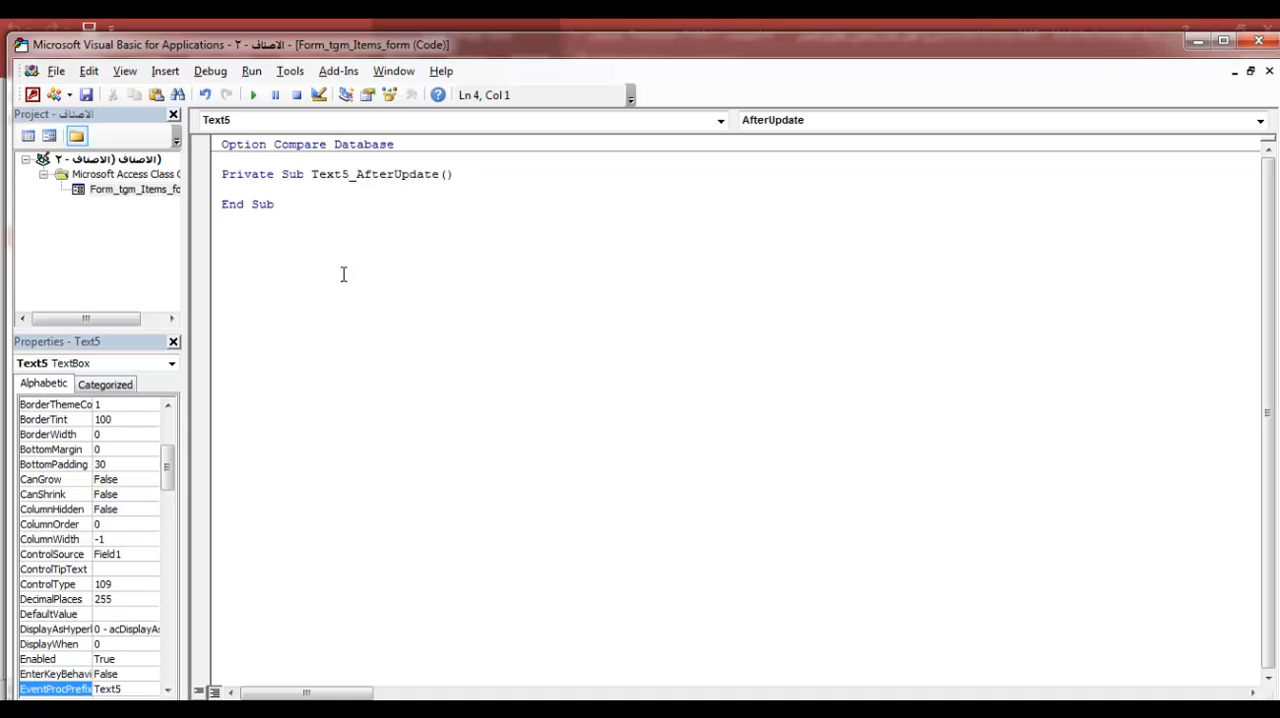 Microsoft Visual Basic for Applications - الاصناف - ٢ - [Form_tgm_Items_form (Code)]
File Edit View Insert Debug Run Tools Add-Ins Window Help
Ln 4, Col 1
Project - الاصناف
Text5 AfterUpdate
الاصناف (الاصناف - ٢)
Microsoft Access Class O
Form_tgm_Items_fo
Option Compare Database
Private Sub Text5_AfterUpdate()
End Sub
Properties - Text5
Text5 TextBox
Alphabetic Categorized
BorderThemeCo 1
BorderTint 100
BorderWidth 0
BottomMargin 0
BottomPadding 30
CanGrow False
CanShrink False
ColumnHidden False
ColumnOrder 0
ColumnWidth -1
ControlSource Field1
ControlTipText
ControlType 109
DecimalPlaces 255
DefaultValue
DisplayAsHyperl 0 - acDisplayAs
DisplayWhen 0
Enabled True
EnterKeyBehavi False
EventProcPrefix Text5